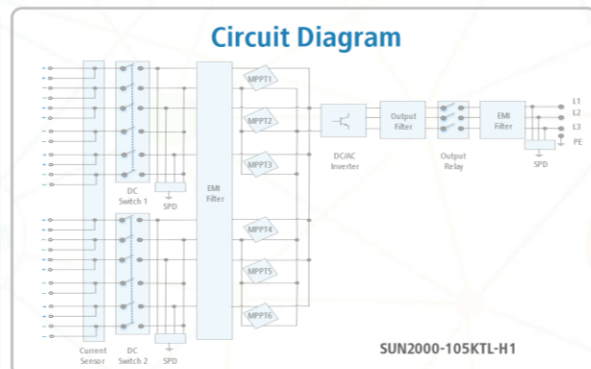 Circuit Diagram
MPPT1
MPPT2
MPPT3
MPPT4
MPPT5
MPPT6
EMI
Filter
DC
Switch 1
SPD
Current
Sensor
DC
Switch 2
SPD
DC/AC
Inverter
Output
Filter
Output
Relay
EMI
Filter
SPD
L1
L2
L3
PE
SUN2000-105KTL-H1